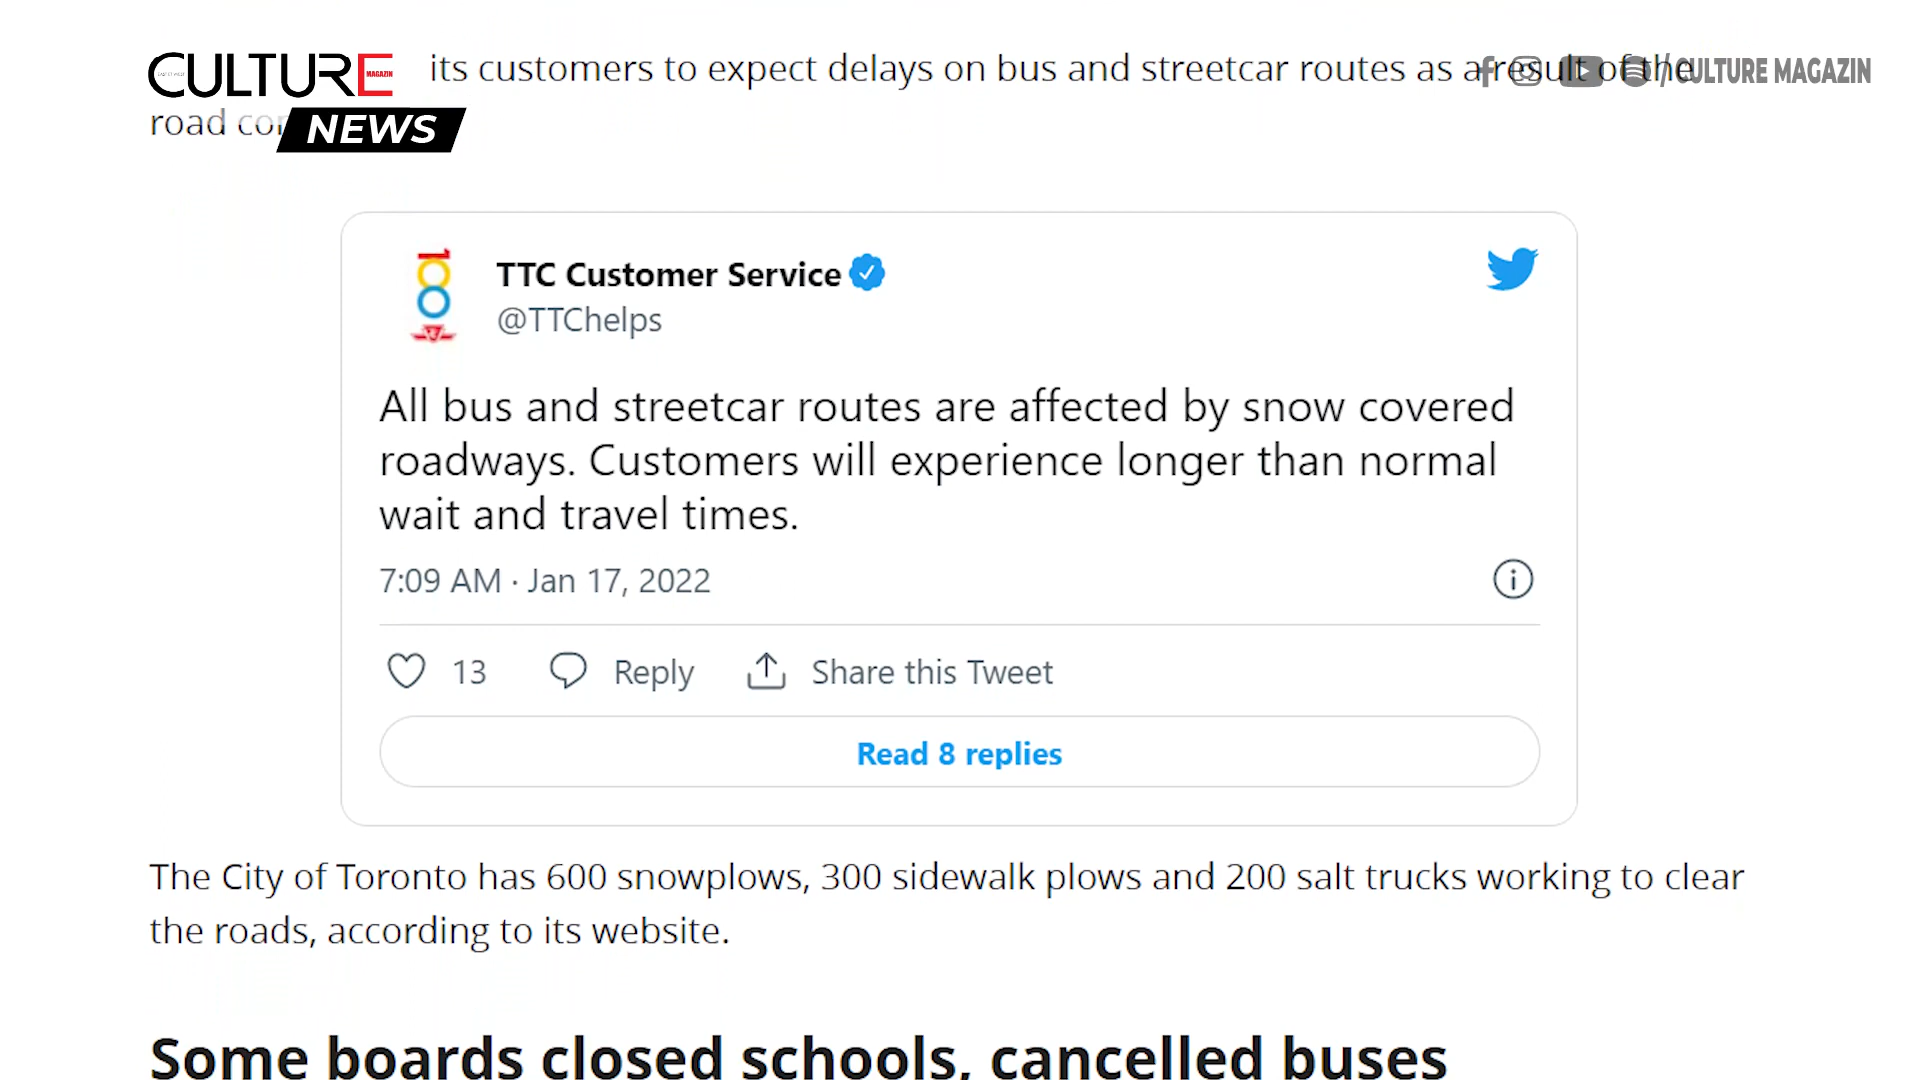 CULTURE MAGAZIN
NEWS
its customers to expect delays on bus and streetcar routes as a result of the
/ CULTURE MAGAZIN
road
TTC Customer Service
@TTChelps
All bus and streetcar routes are affected by snow covered
roadways. Customers will experience longer than normal
wait and travel times.
7:09 AM · Jan 17, 2022
13 Reply Share this Tweet
Read 8 replies
The City of Toronto has 600 snowplows, 300 sidewalk plows and 200 salt trucks working to clear
the roads, according to its website.
Some boards closed schools, cancelled buses